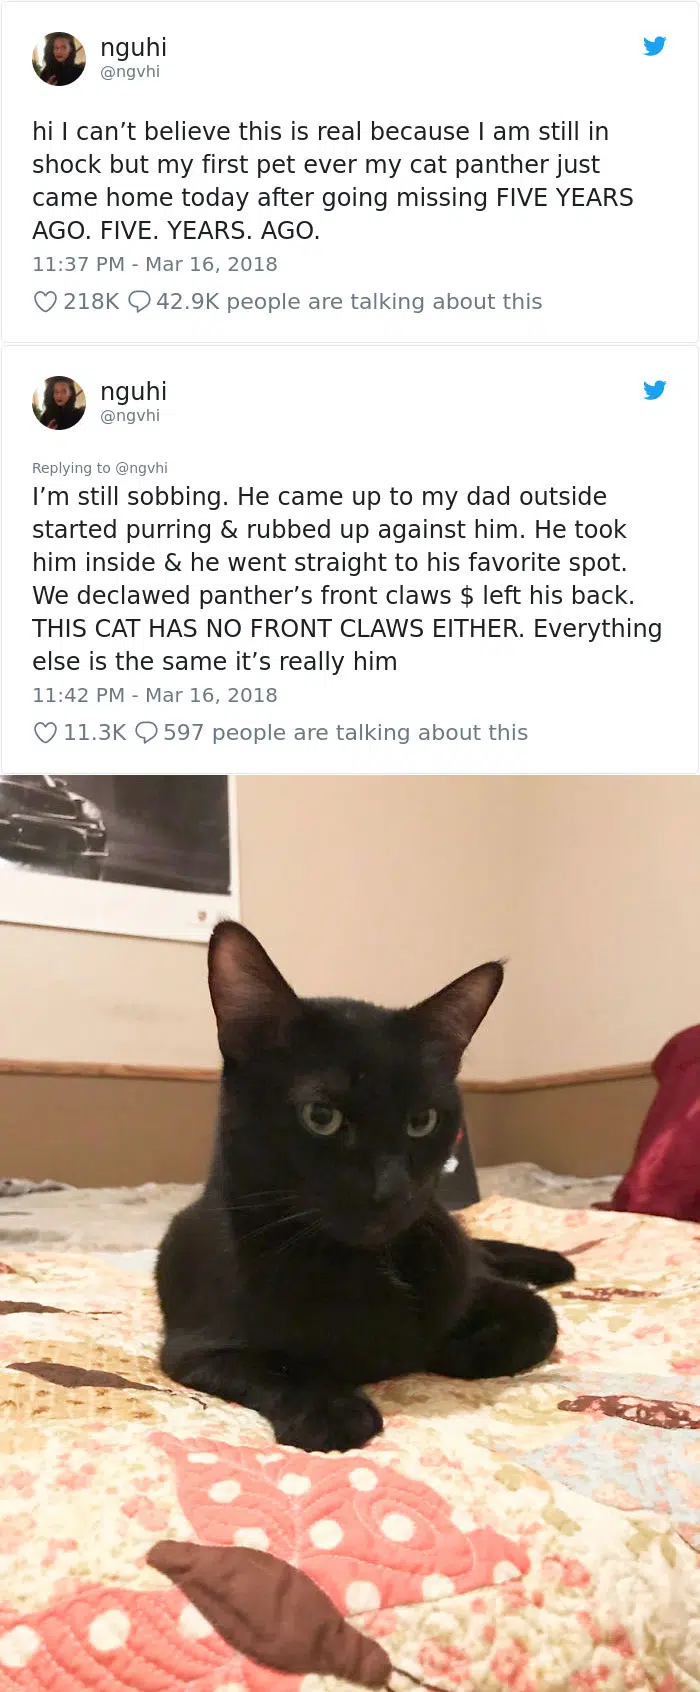 nguhi
@ngvhi
hi I can’t believe this is real because I am still in
shock but my first pet ever my cat panther just
came home today after going missing FIVE YEARS
AGO. FIVE. YEARS. AGO.
11:37 PM - Mar 16, 2018
218K 42.9K people are talking about this
nguhi
@ngvhi
Replying to @ngvhi
I’m still sobbing. He came up to my dad outside
started purring & rubbed up against him. He took
him inside & he went straight to his favorite spot.
We declawed panther’s front claws $ left his back.
THIS CAT HAS NO FRONT CLAWS EITHER. Everything
else is the same it’s really him
11:42 PM - Mar 16, 2018
11.3K 597 people are talking about this